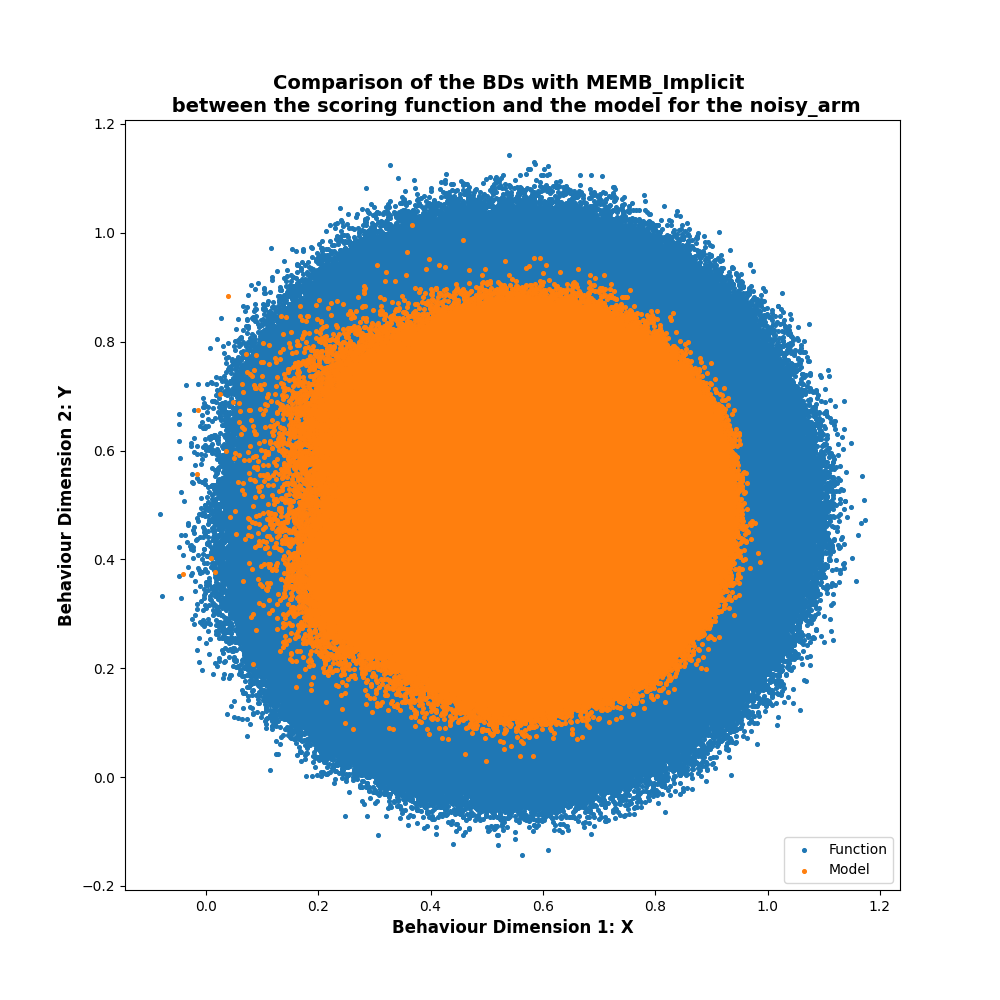 Comparison of the BDs with MEMB_Implicit
between the scoring function and the model for the noisy_arm
1.2
1.0
0.8
0.6
0.4
0.2
0.0
−0.2
Behaviour Dimension 2: Y
Function
Model
0.0 0.2 0.4 0.6 0.8 1.0 1.2
Behaviour Dimension 1: X